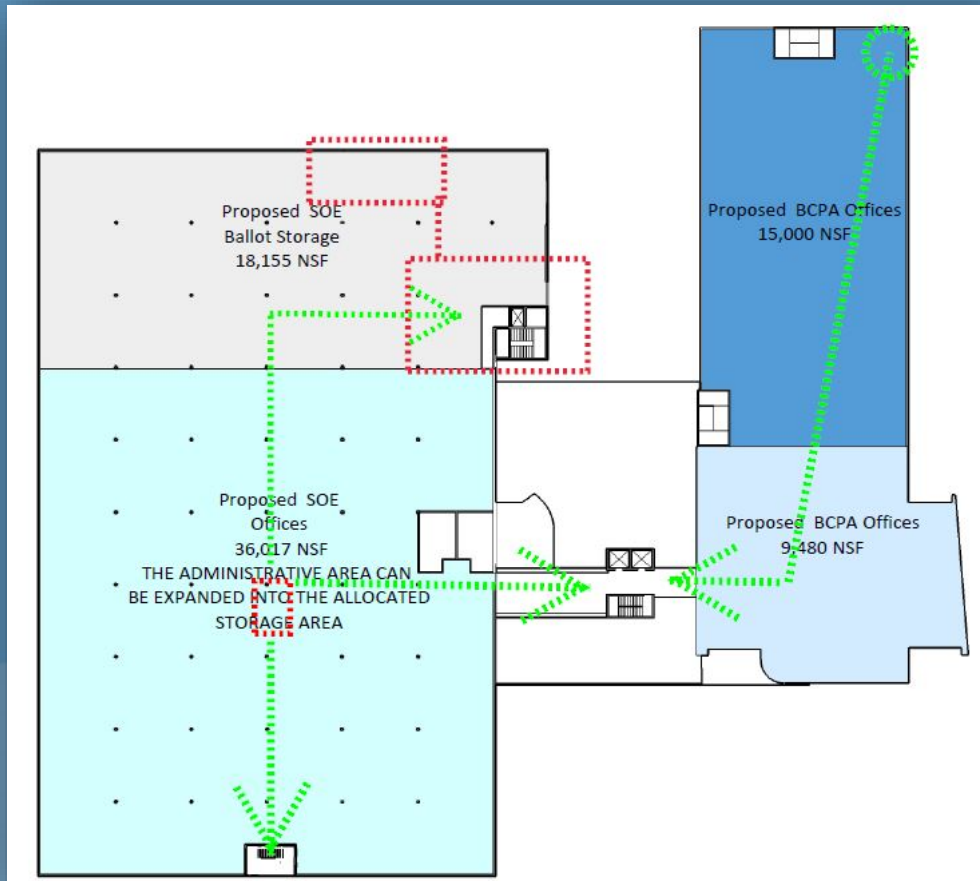 Proposed SOE
Ballot Storage
18,155 NSF
Proposed BCPA Offices
15,000 NSF
Proposed SOE
Offices
36,017 NSF
THE ADMINISTRATIVE AREA CAN
BE EXPANDED INTO THE ALLOCATED
STORAGE AREA
Proposed BCPA Offices
9,480 NSF